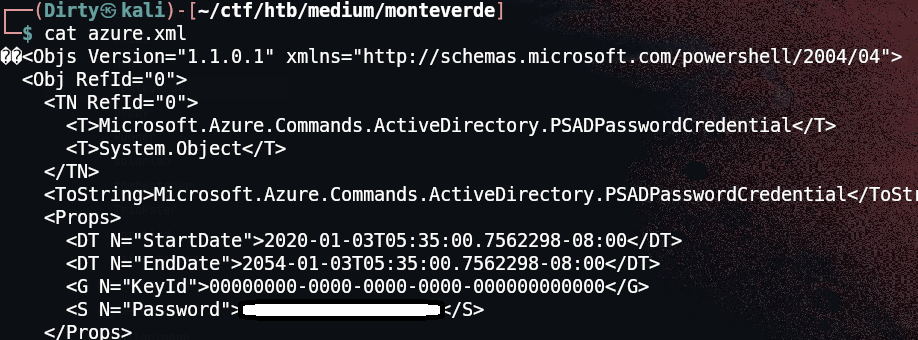 (Dirty㉿kali)-[~/ctf/htb/medium/monteverde]
$ cat azure.xml
��<Objs Version="1.1.0.1" xmlns="http://schemas.microsoft.com/powershell/2004/04">
<Obj RefId="0">
<TN RefId="0">
<T>Microsoft.Azure.Commands.ActiveDirectory.PSADPasswordCredential</T>
<T>System.Object</T>
</TN>
<ToString>Microsoft.Azure.Commands.ActiveDirectory.PSADPasswordCredential</ToStr
<Props>
<DT N="StartDate">2020-01-03T05:35:00.7562298-08:00</DT>
<DT N="EndDate">2054-01-03T05:35:00.7562298-08:00</DT>
<G N="KeyId">00000000-0000-0000-0000-000000000000</G>
<S N="Password"></S>
</Props>